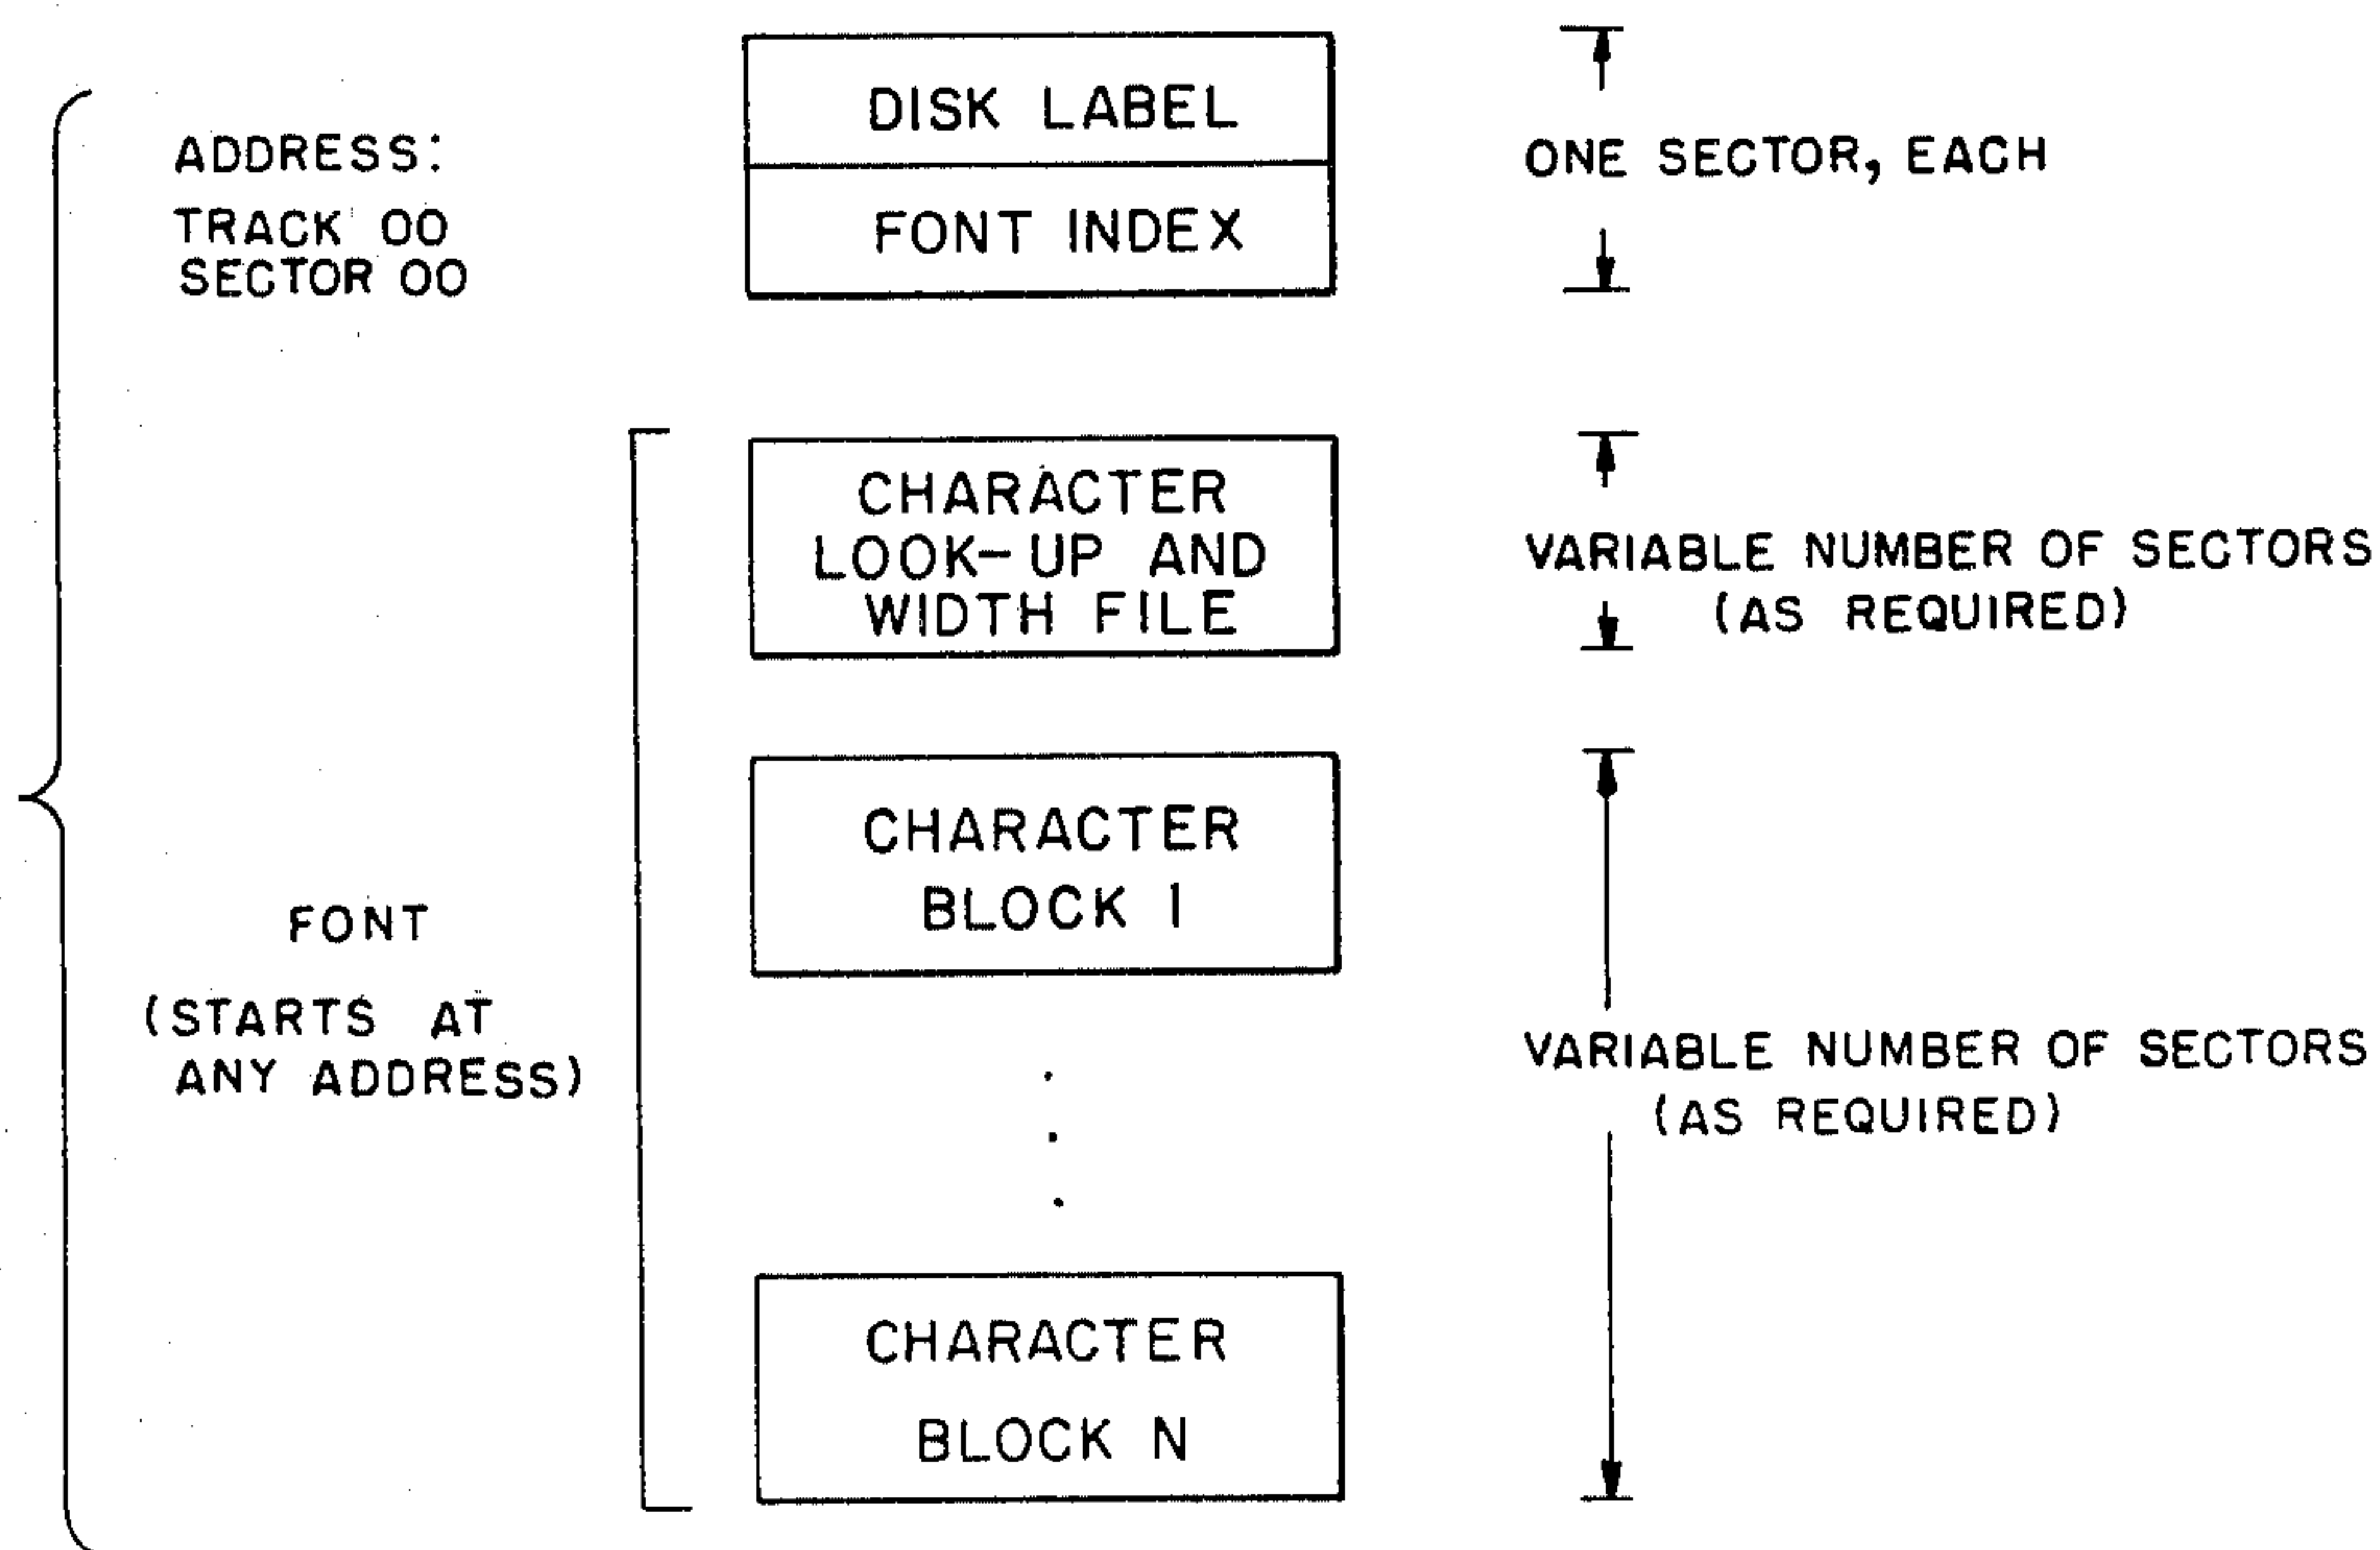 ADDRESS:
TRACK 00
SECTOR 00
DISK LABEL
FONT INDEX
ONE SECTOR, EACH
CHARACTER
LOOK-UP AND
WIDTH FILE
VARIABLE NUMBER OF SECTORS
(AS REQUIRED)
FONT
(STARTS AT
ANY ADDRESS)
CHARACTER
BLOCK 1
VARIABLE NUMBER OF SECTORS
(AS REQUIRED)
CHARACTER
BLOCK N